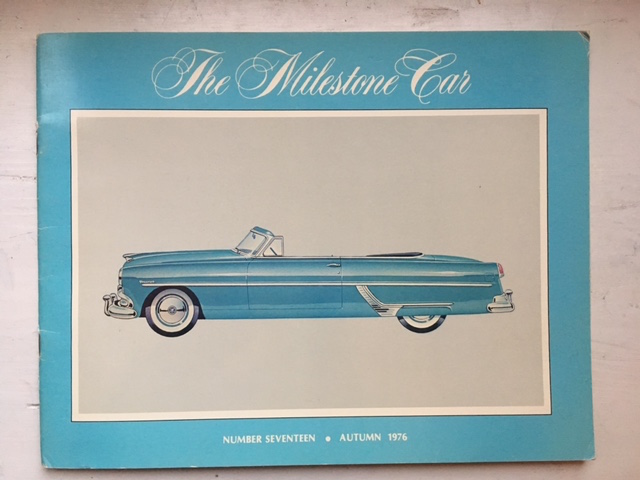 The Milestone Car
NUMBER SEVENTEEN • AUTUMN 1976